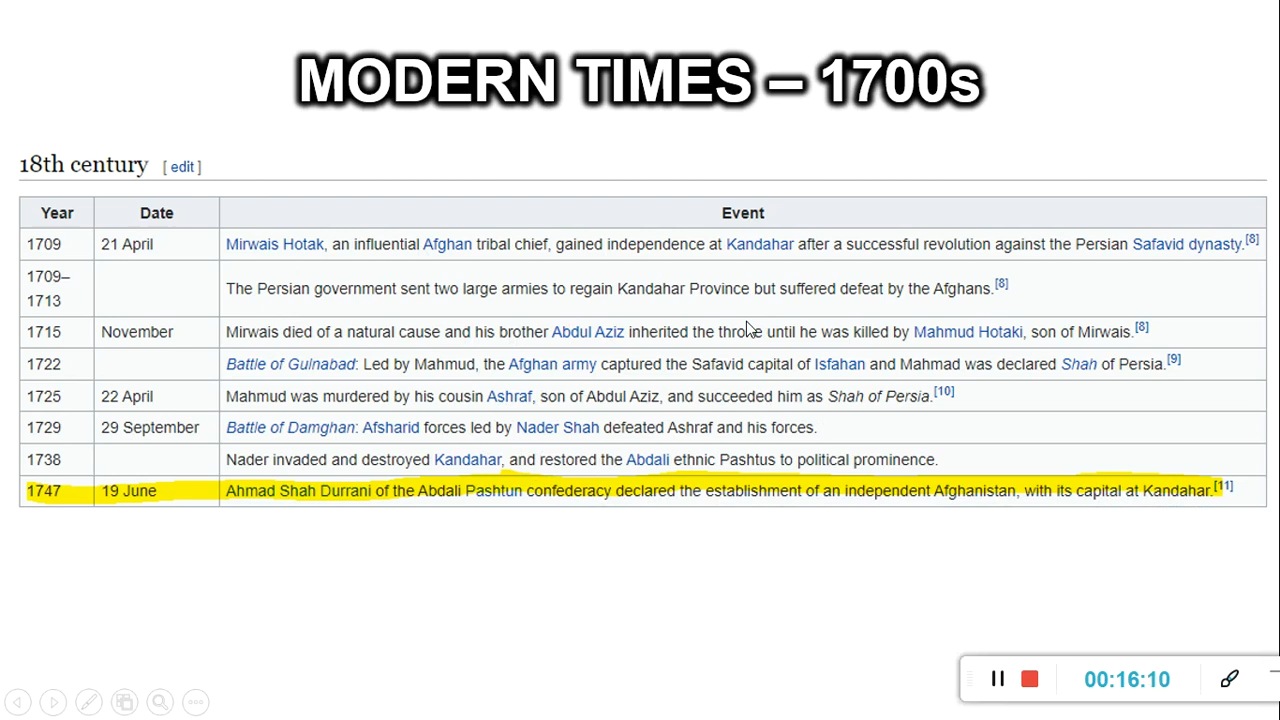 MODERN TIMES – 1700s
18th century [ edit ]
Year Date Event
1709 21 April Mirwais Hotak, an influential Afghan tribal chief, gained independence at Kandahar after a successful revolution against the Persian Safavid dynasty.[8]
1709–
1713
The Persian government sent two large armies to regain Kandahar Province but suffered defeat by the Afghans.[8]
1715 November Mirwais died of a natural cause and his brother Abdul Aziz inherited the throne until he was killed by Mahmud Hotaki, son of Mirwais.[8]
1722 Battle of Gulnabad: Led by Mahmud, the Afghan army captured the Safavid capital of Isfahan and Mahmad was declared Shah of Persia.[9]
1725 22 April Mahmud was murdered by his cousin Ashraf, son of Abdul Aziz, and succeeded him as Shah of Persia.[10]
1729 29 September Battle of Damghan: Afsharid forces led by Nader Shah defeated Ashraf and his forces.
1738 Nader invaded and destroyed Kandahar, and restored the Abdali ethnic Pashtus to political prominence.
1747 19 June Ahmad Shah Durrani of the Abdali Pashtun confederacy declared the establishment of an independent Afghanistan, with its capital at Kandahar.[11]
00:16:10